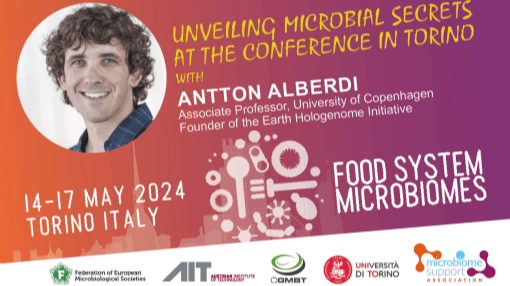 UNVEILING MICROBIAL SECRETS
AT THE CONFERENCE IN TORINO
WITH
ANTTON ALBERDI
Associate Professor, University of Copenhagen
Founder of the Earth Hologenome Initiative
14-17 MAY 2024
TORINO ITALY
FOOD SYSTEM
MICROBIOMES
Federation of European
Microbiological Societies
AIT
AUSTRIAN INSTITUTE
OF TECHNOLOGY
ÖGMBT
UNIVERSITÀ
DI TORINO
microbiome
support
ASSOCIATION